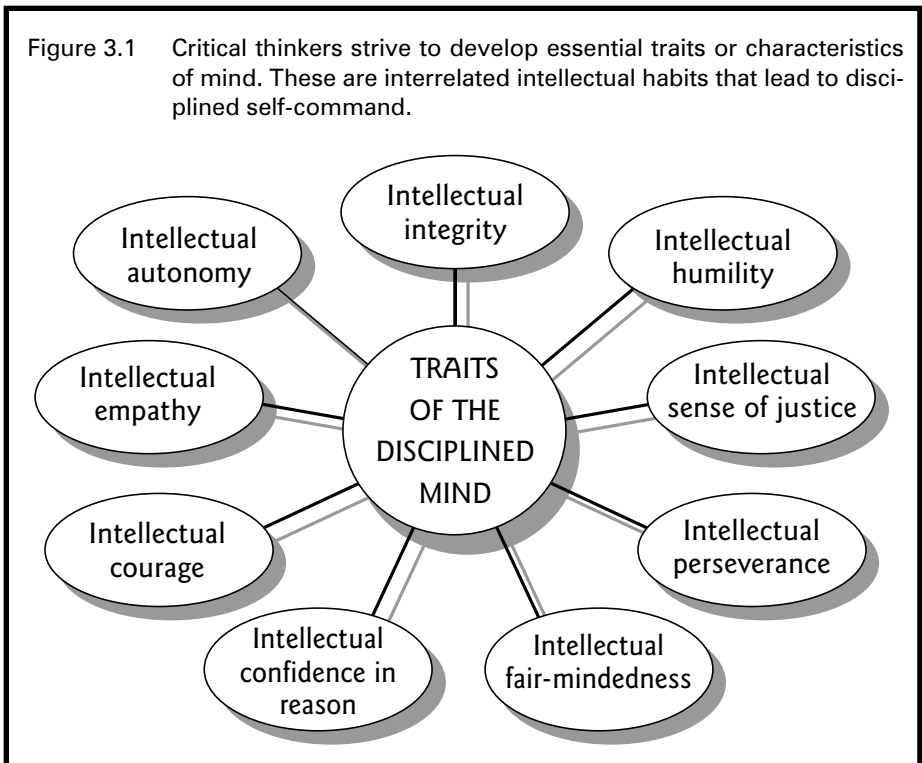 Figure 3.1 Critical thinkers strive to develop essential traits or characteristics
of mind. These are interrelated intellectual habits that lead to disci-
plined self-command.
Intellectual
integrity
Intellectual
autonomy
Intellectual
humility
Intellectual
empathy
TRAITS
OF THE
DISCIPLINED
MIND
Intellectual
sense of justice
Intellectual
courage
Intellectual
perseverance
Intellectual
confidence in
reason
Intellectual
fair-mindedness